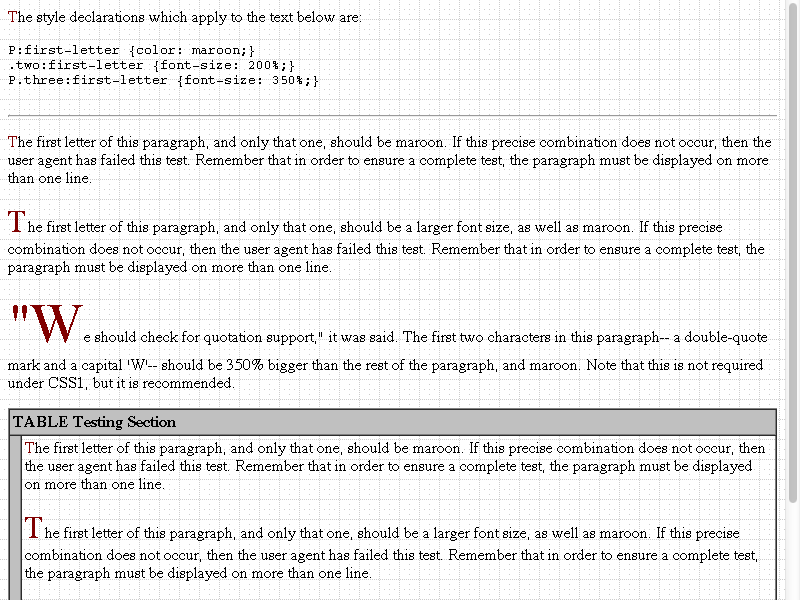 The style declarations which apply to the text below are:
P:first-letter {color: maroon;}
.two:first-letter {font-size: 200%;}
P.three:first-letter {font-size: 350%;}
The first letter of this paragraph, and only that one, should be maroon. If this precise combination does not occur, then the
user agent has failed this test. Remember that in order to ensure a complete test, the paragraph must be displayed on more
than one line.
The first letter of this paragraph, and only that one, should be a larger font size, as well as maroon. If this precise
combination does not occur, then the user agent has failed this test. Remember that in order to ensure a complete test, the
paragraph must be displayed on more than one line.
"We should check for quotation support," it was said. The first two characters in this paragraph-- a double-quote
mark and a capital 'W'-- should be 350% bigger than the rest of the paragraph, and maroon. Note that this is not required
under CSS1, but it is recommended.
TABLE Testing Section
The first letter of this paragraph, and only that one, should be maroon. If this precise combination does not occur, then
the user agent has failed this test. Remember that in order to ensure a complete test, the paragraph must be displayed
on more than one line.
The first letter of this paragraph, and only that one, should be a larger font size, as well as maroon. If this precise
combination does not occur, then the user agent has failed this test. Remember that in order to ensure a complete test,
the paragraph must be displayed on more than one line.